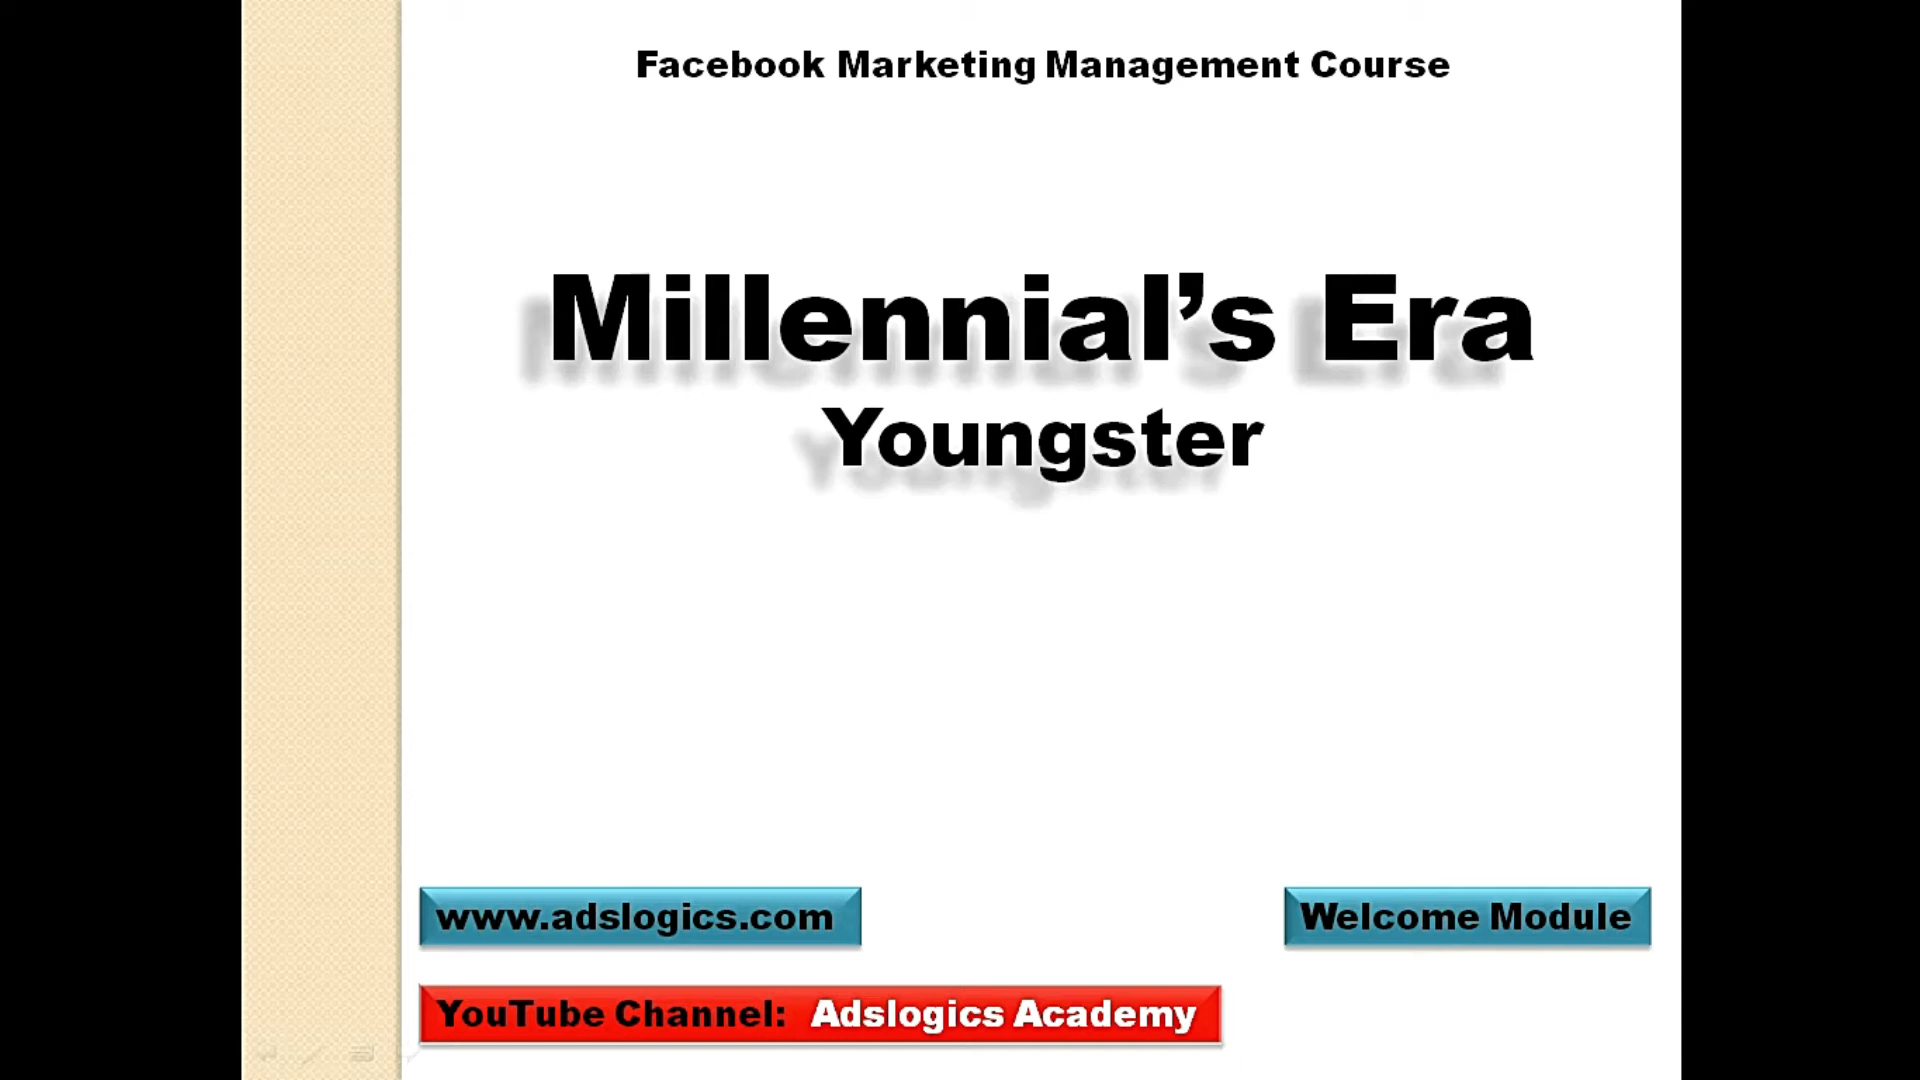 Facebook Marketing Management Course
Millennial’s Era
Youngster
www.adslogics.com
Welcome Module
YouTube Channel: Adslogics Academy